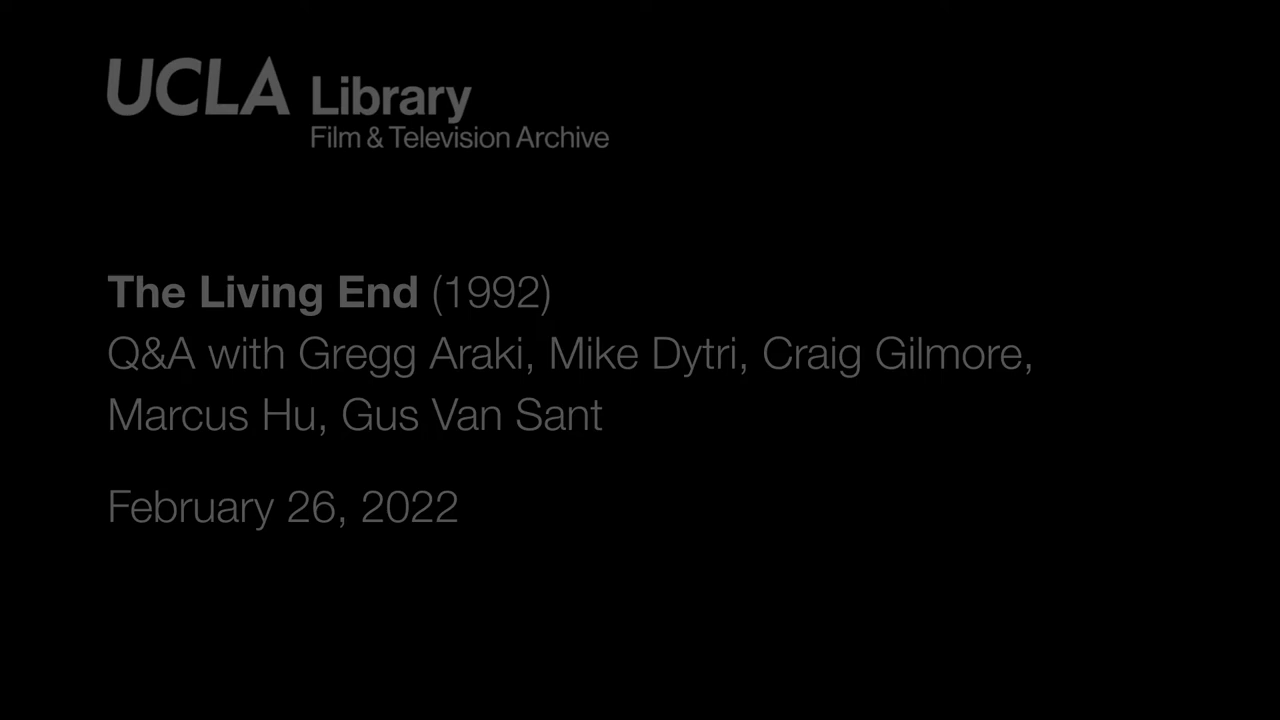 UCLA Library
Film & Television Archive
The Living End (1992)
Q&A with Gregg Araki, Mike Dytri, Craig Gilmore,
Marcus Hu, Gus Van Sant
February 26, 2022